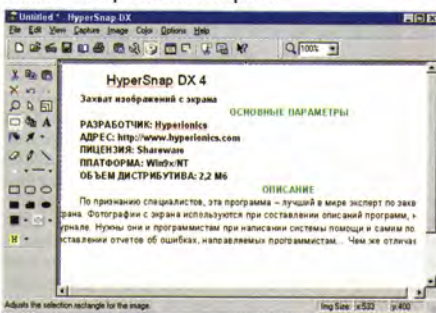 Untitled * - HyperSnap-DX
File Edit View Capture Image Color Options Help
100%
HyperSnap DX 4
Захват изображений с экрана
ОСНОВНЫЕ ПАРАМЕТРЫ
РАЗРАБОТЧИК: Hyperionics
АДРЕС: http://www.hyperionics.com
ЛИЦЕНЗИЯ: Shareware
ПЛАТФОРМА: Win9x/NT
ОБЪЕМ ДИСТРИБУТИВА: 2,2 Мб
ОПИСАНИЕ
По признанию специалистов, эта программа – лучший в мире эксперт по захв
рана. Фотографии с экрана используются при составлении описаний программ, н
урнале. Нужны они и программистам при написании системы помощи и самим по
ставлении отчетов об ошибках, направляемых программистам... Чем же отличас
Adjusts the selection rectangle for the image. Img Size: x:533 y:400